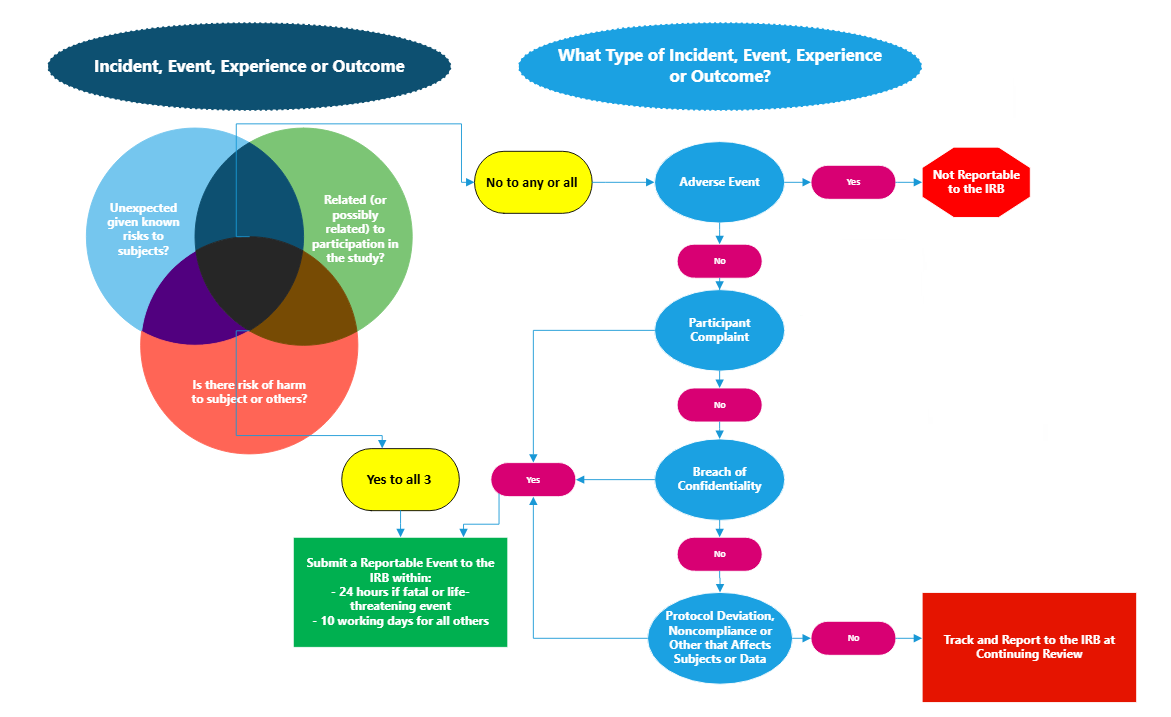 Incident, Event, Experience or Outcome
What Type of Incident, Event, Experience
or Outcome?
Unexpected
given known
risks to
subjects?
Related (or
possibly
related) to
participation in
the study?
Is there risk of harm
to subject or others?
No to any or all
Adverse Event
Yes
Not Reportable
to the IRB
No
Participant
Complaint
No
Breach of
Confidentiality
Yes
Yes to all 3
No
Submit a Reportable Event to the
IRB within:
- 24 hours if fatal or life-
threatening event
- 10 working days for all others
Protocol Deviation,
Noncompliance or
Other that Affects
Subjects or Data
No
Track and Report to the IRB at
Continuing Review